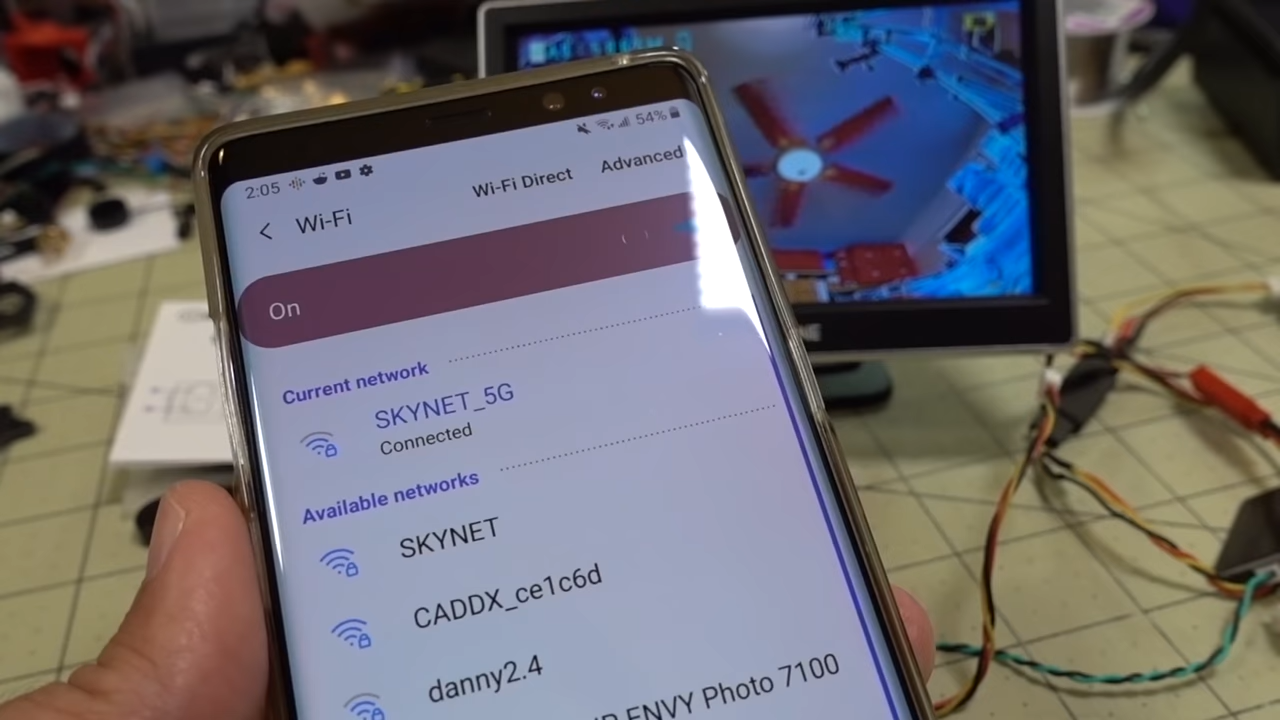 2:05 54%
Wi-Fi Wi-Fi Direct Advanced
On
Current network
SKYNET_5G
Connected
Available networks
SKYNET
CADDX_ce1c6d
danny2.4
ENVY Photo 7100